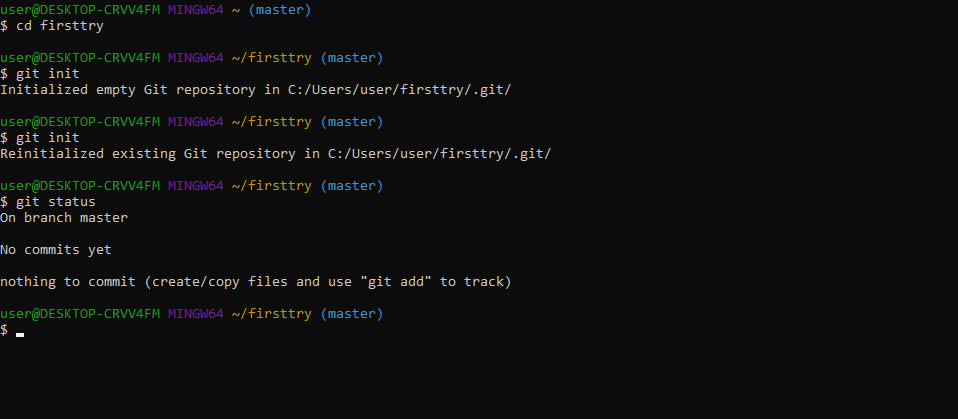 user@DESKTOP-CRVV4FM MINGW64 ~ (master)
$ cd firsttry
user@DESKTOP-CRVV4FM MINGW64 ~/firsttry (master)
$ git init
Initialized empty Git repository in C:/Users/user/firsttry/.git/
user@DESKTOP-CRVV4FM MINGW64 ~/firsttry (master)
$ git init
Reinitialized existing Git repository in C:/Users/user/firsttry/.git/
user@DESKTOP-CRVV4FM MINGW64 ~/firsttry (master)
$ git status
On branch master
No commits yet
nothing to commit (create/copy files and use "git add" to track)
user@DESKTOP-CRVV4FM MINGW64 ~/firsttry (master)
$